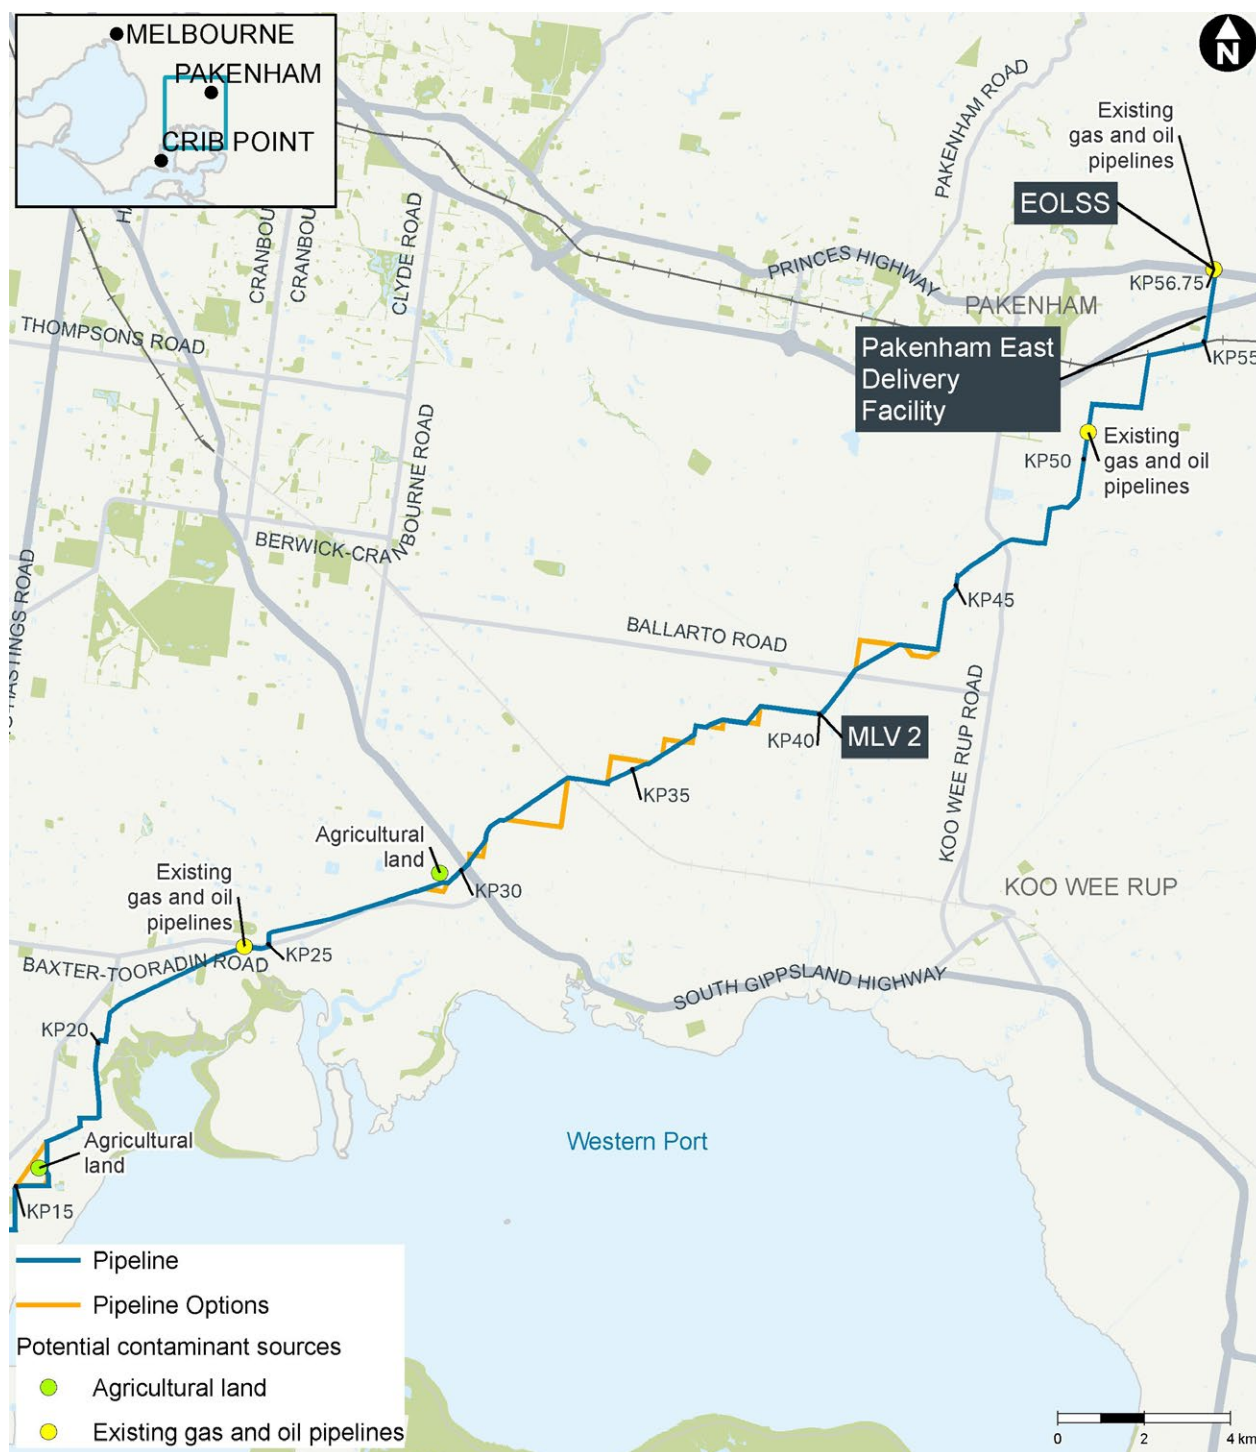 MELBOURNE
PAKENHAM
CRIB POINT
N
Existing
gas and oil
pipelines
PAKENHAM ROAD
EOLSS
CRANBOU
CRANBOU
CLYDE ROAD
PRINCES HIGHWAY
KP56.75
PAKENHAM
THOMPSONS ROAD
Pakenham East
Delivery
Facility
KP55
Existing
gas and oil
pipelines
KP50
BOURNE ROAD
BERWICK-CRAN
HASTINGS ROAD
KP45
BALLARTO ROAD
KOO WEE RUP ROAD
KP40
MLV 2
KP35
Agricultural
land
KP30
KOO WEE RUP
Existing
gas and oil
pipelines
KP25
BAXTER-TOORADIN ROAD
SOUTH GIPPSLAND HIGHWAY
KP20
Agricultural
land
Western Port
KP15
Pipeline
Pipeline Options
Potential contaminant sources
Agricultural land
Existing gas and oil pipelines
0 2 4 km